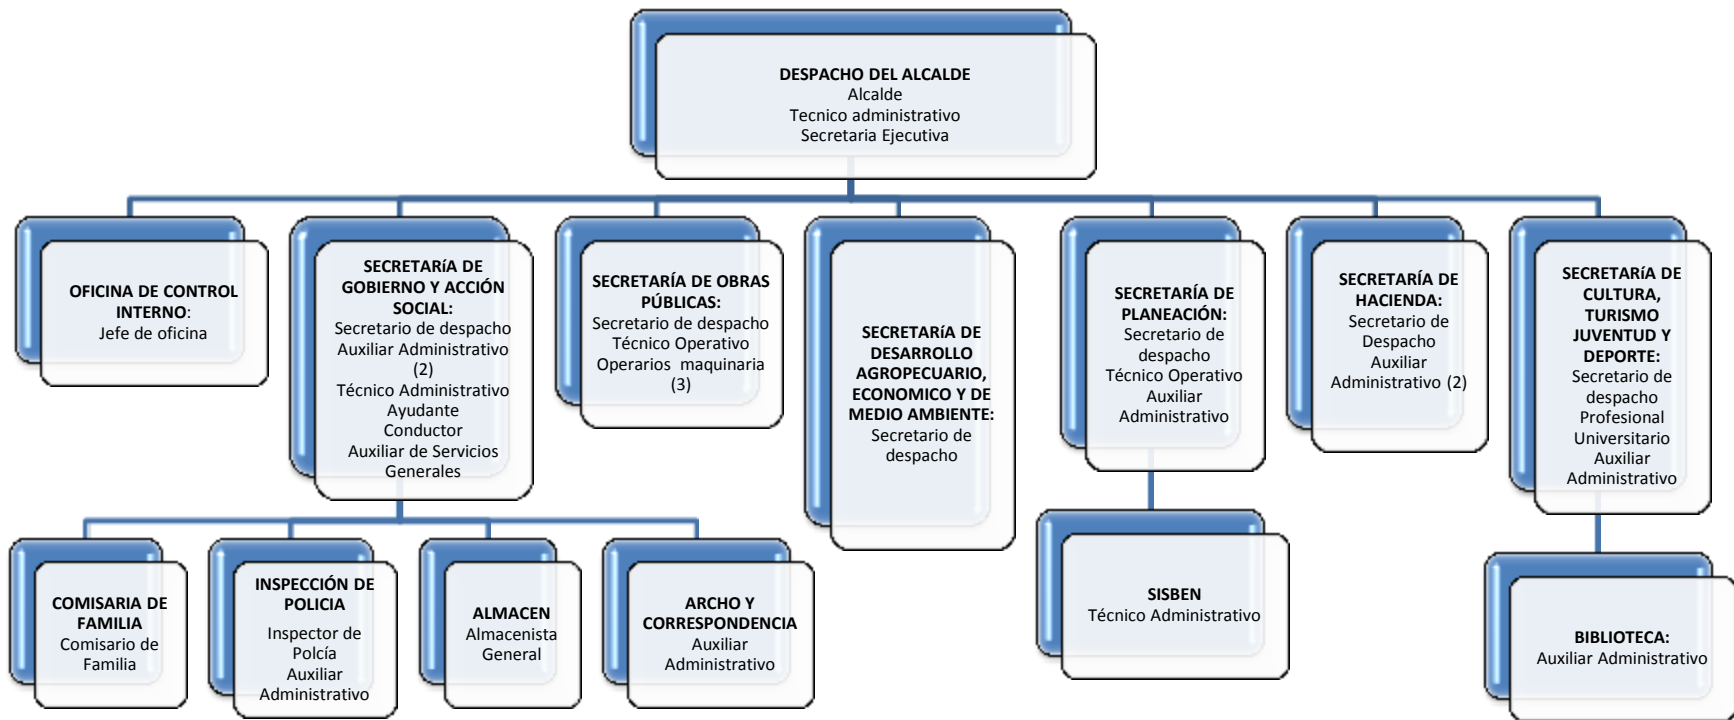 DESPACHO DEL ALCALDE
Alcalde
Tecnico administrativo
Secretaria Ejecutiva
OFICINA DE CONTROL
INTERNO:
Jefe de oficina
SECRETARíA DE
GOBIERNO Y ACCIÓN
SOCIAL:
Secretario de despacho
Auxiliar Administrativo
(2)
Técnico Administrativo
Ayudante
Conductor
Auxiliar de Servicios
Generales
SECRETARÍA DE OBRAS
PÚBLICAS:
Secretario de despacho
Técnico Operativo
Operarios maquinaria
(3)
SECRETARíA DE
DESARROLLO
AGROPECUARIO,
ECONOMICO Y DE
MEDIO AMBIENTE:
Secretario de
despacho
SECRETARÍA DE
PLANEACIÓN:
Secretario de
despacho
Técnico Operativo
Auxiliar
Administrativo
SECRETARÍA DE
HACIENDA:
Secretario de
Despacho
Auxiliar
Administrativo (2)
SECRETARíA DE
CULTURA,
TURISMO
JUVENTUD Y
DEPORTE:
Secretario de
despacho
Profesional
Universitario
Auxiliar
Administrativo
COMISARIA DE
FAMILIA
Comisario de
Familia
INSPECCIÓN DE
POLICIA
Inspector de
Polcía
Auxiliar
Administrativo
ALMACEN
Almacenista
General
ARCHO Y
CORRESPONDENCIA
Auxiliar
Administrativo
SISBEN
Técnico Administrativo
BIBLIOTECA:
Auxiliar Administrativo